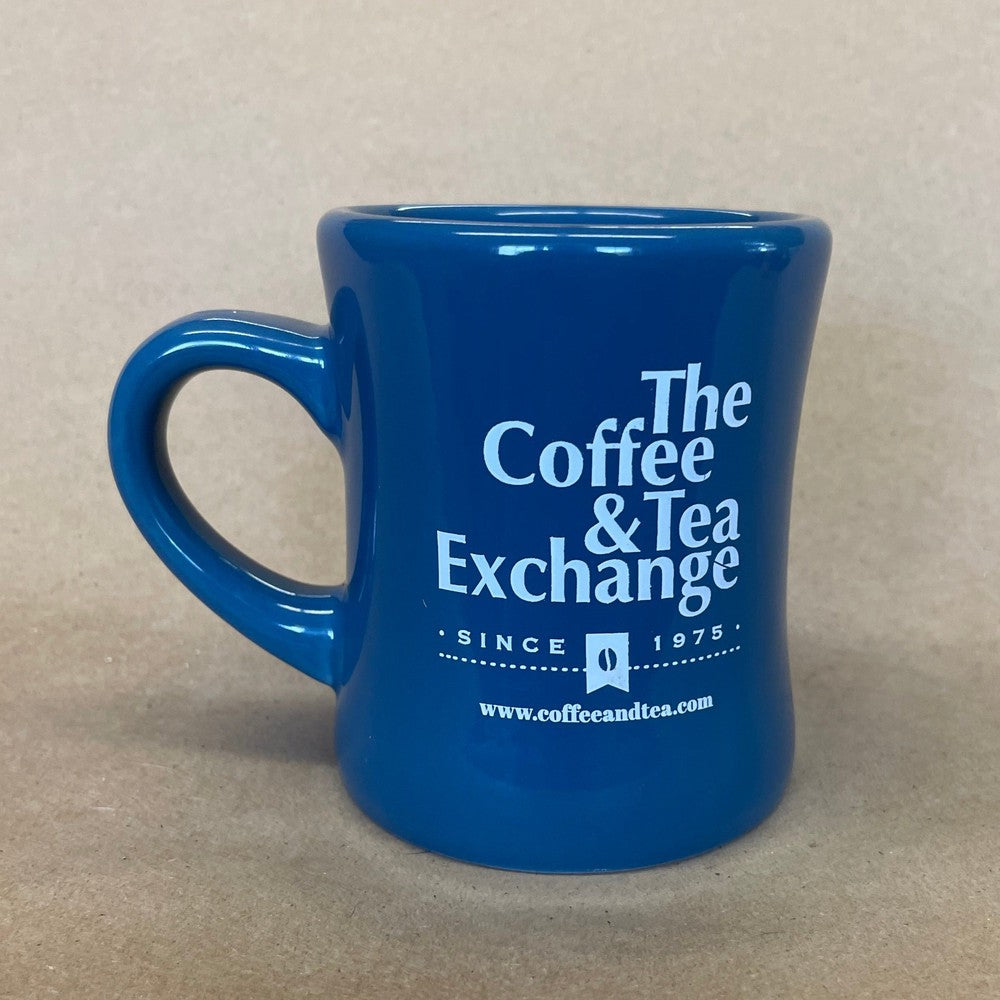 The
Coffee
& Tea
Exchange
· SINCE 1975 ·
www.coffeeandtea.com